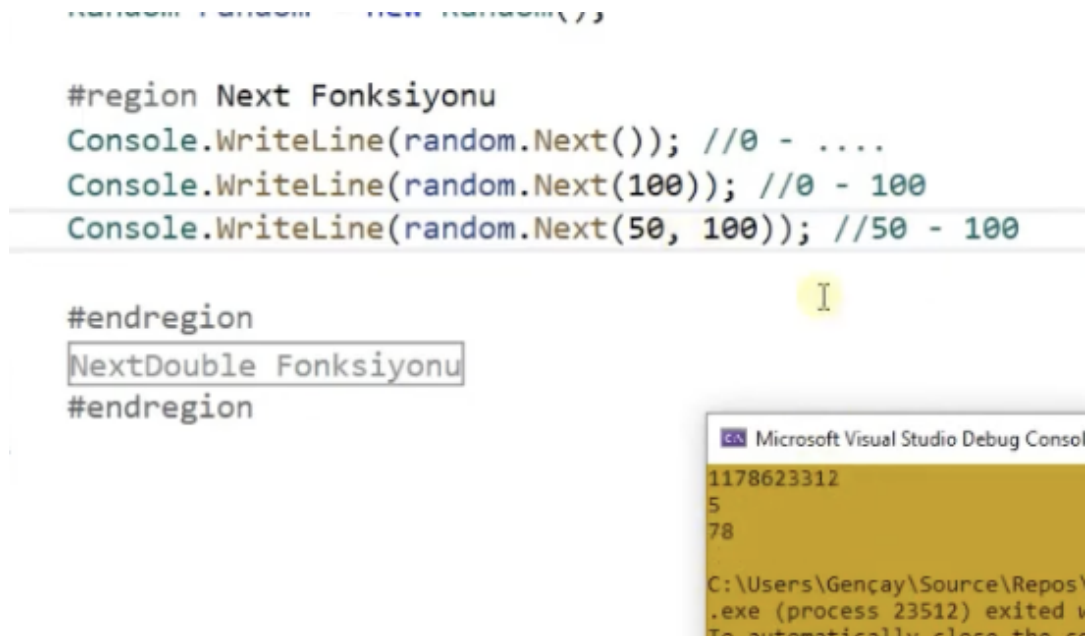 #region Next Fonksiyonu
Console.WriteLine(random.Next()); //0 - ....
Console.WriteLine(random.Next(100)); //0 - 100
Console.WriteLine(random.Next(50, 100)); //50 - 100
#endregion
NextDouble Fonksiyonu
#endregion
Microsoft Visual Studio Debug Consol
1178623312
5
78
C:\Users\Gençay\Source\Repos\
.exe (process 23512) exited w